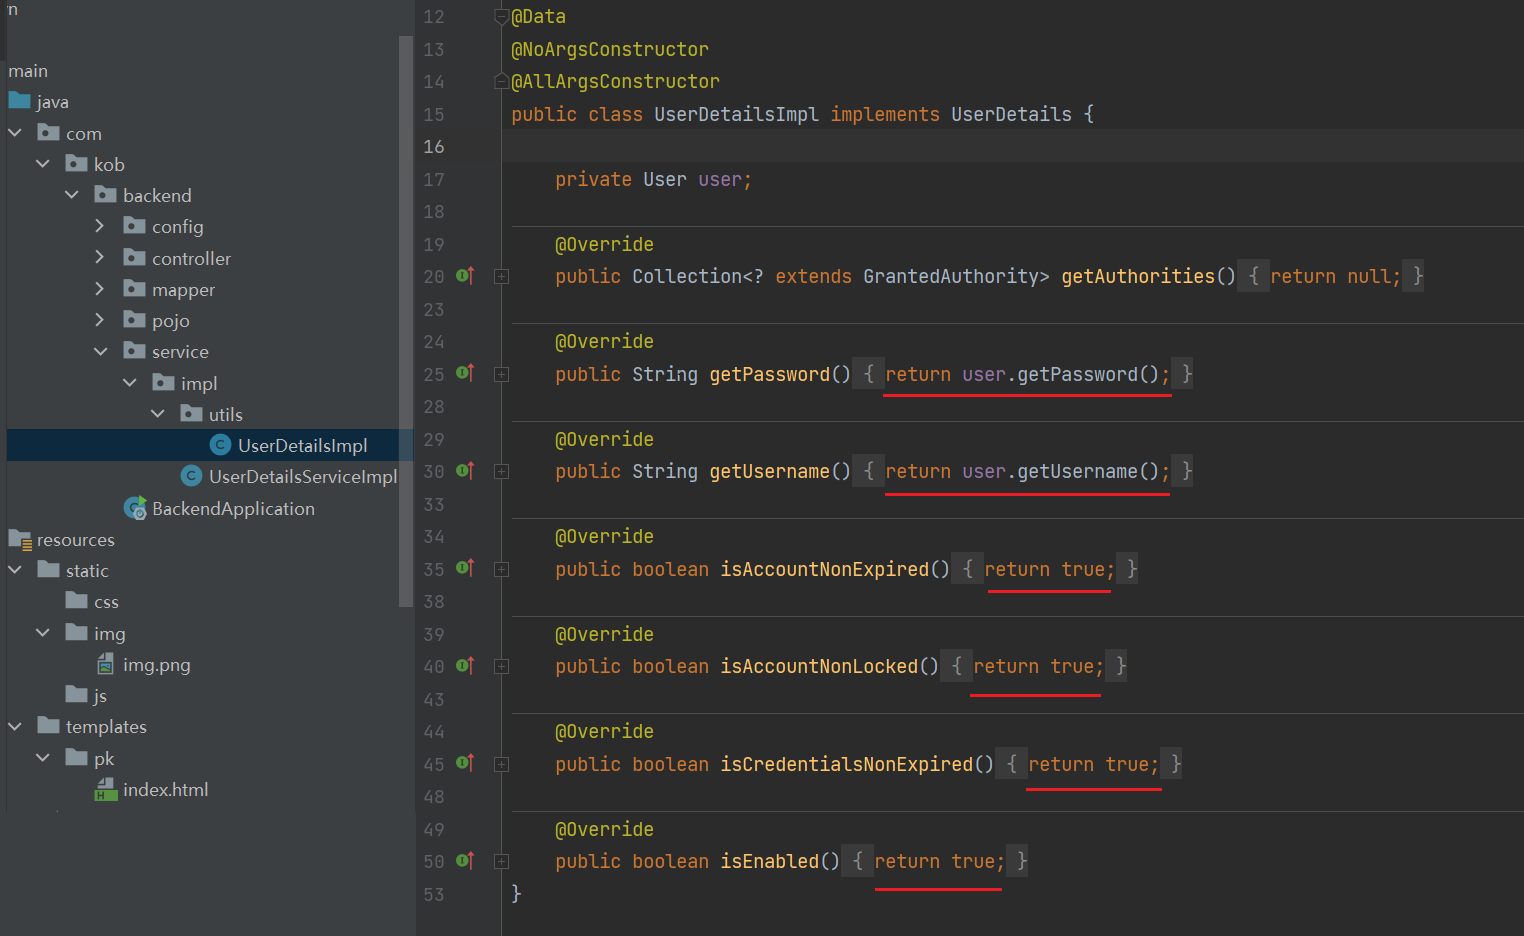 main
java
com
kob
backend
config
controller
mapper
pojo
service
impl
utils
UserDetailsImpl
UserDetailsServiceImpl
BackendApplication
resources
static
css
img
img.png
js
templates
pk
index.html
12 @Data
13 @NoArgsConstructor
14 @AllArgsConstructor
15 public class UserDetailsImpl implements UserDetails {
16
17 private User user;
18
19 @Override
20 public Collection<? extends GrantedAuthority> getAuthorities() { return null; }
23
24 @Override
25 public String getPassword() { return user.getPassword(); }
28
29 @Override
30 public String getUsername() { return user.getUsername(); }
33
34 @Override
35 public boolean isAccountNonExpired() { return true; }
38
39 @Override
40 public boolean isAccountNonLocked() { return true; }
43
44 @Override
45 public boolean isCredentialsNonExpired() { return true; }
48
49 @Override
50 public boolean isEnabled() { return true; }
53 }